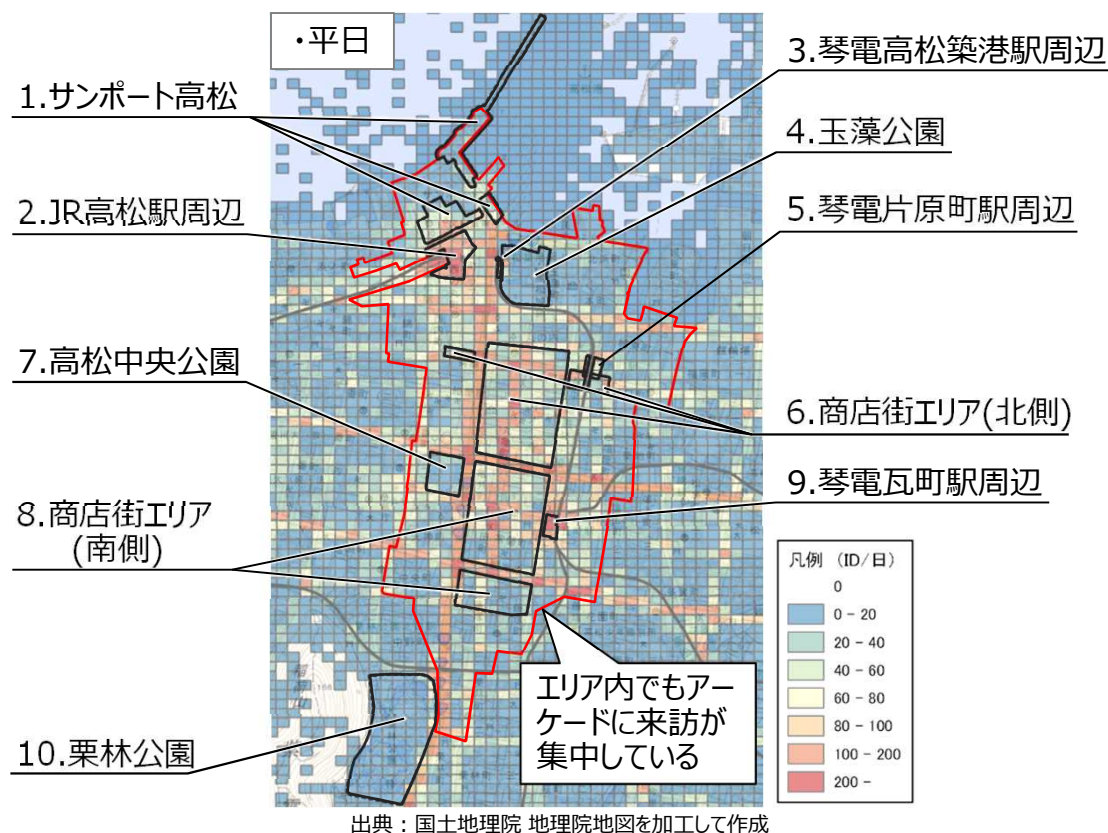 ・平日
1.サンポート高松
2.JR高松駅周辺
3.琴電高松築港駅周辺
4.玉藻公園
5.琴電片原町駅周辺
7.高松中央公園
6.商店街エリア(北側)
8.商店街エリア
(南側)
9.琴電瓦町駅周辺
10.栗林公園
エリア内でもアー
ケードに来訪が
集中している
凡例 (ID/日)
0
0 - 20
20 - 40
40 - 60
60 - 80
80 - 100
100 - 200
200 -
出典：国土地理院 地理院地図を加工して作成